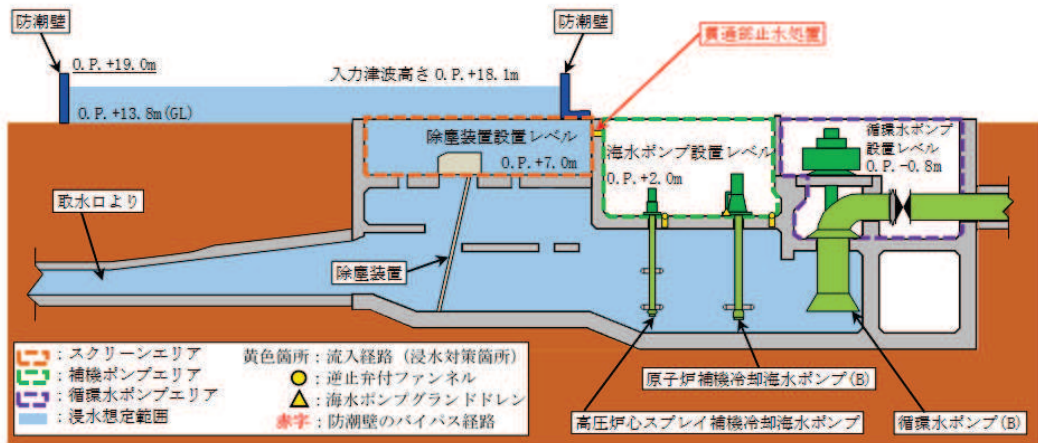 防潮壁
防潮壁
貫通部止水処置
O.P.+19.0m
入力津波高さ O.P.+18.1m
O.P.+13.8m(GL)
除塵装置設置レベル
O.P.+7.0m
海水ポンプ設置レベル
O.P.+2.0m
循環水ポンプ
設置レベル
O.P.-0.8m
取水口より
除塵装置
：スクリーンエリア
：補機ポンプエリア
：循環水ポンプエリア
：浸水想定範囲
黄色箇所：流入経路（浸水対策箇所）
：逆止弁付ファンネル
：海水ポンプグランドドレン
赤字：防潮壁のバイパス経路
原子炉補機冷却海水ポンプ(B)
高圧炉心スプレイ補機冷却海水ポンプ
循環水ポンプ(B)